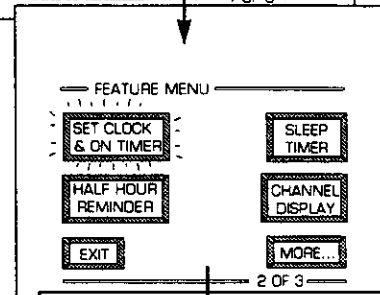 FEATURE MENU
SET CLOCK
& ON TIMER
SLEEP
TIMER
HALF HOUR
REMINDER
CHANNEL
DISPLAY
EXIT
MORE...
2 OF 3